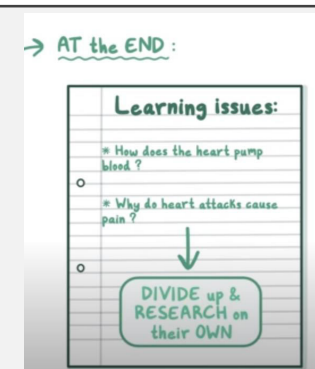 → AT the END :
Learning issues:
* How does the heart pump
blood ?
* Why do heart attacks cause
pain ?
DIVIDE up &
RESEARCH on
their OWN